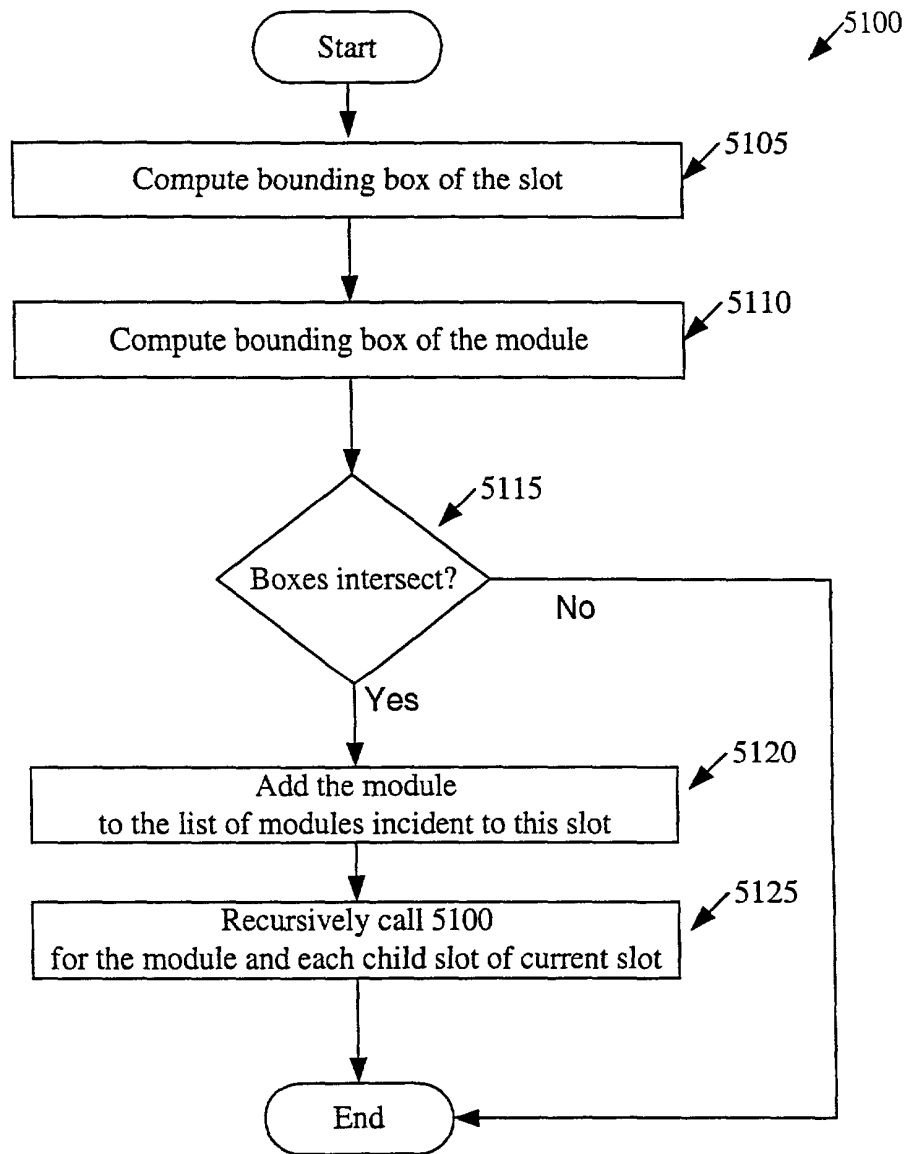 5100
Start
5105
Compute bounding box of the slot
5110
Compute bounding box of the module
5115
Boxes intersect?
No
Yes
5120
Add the module
to the list of modules incident to this slot
5125
Recursively call 5100
for the module and each child slot of current slot
End